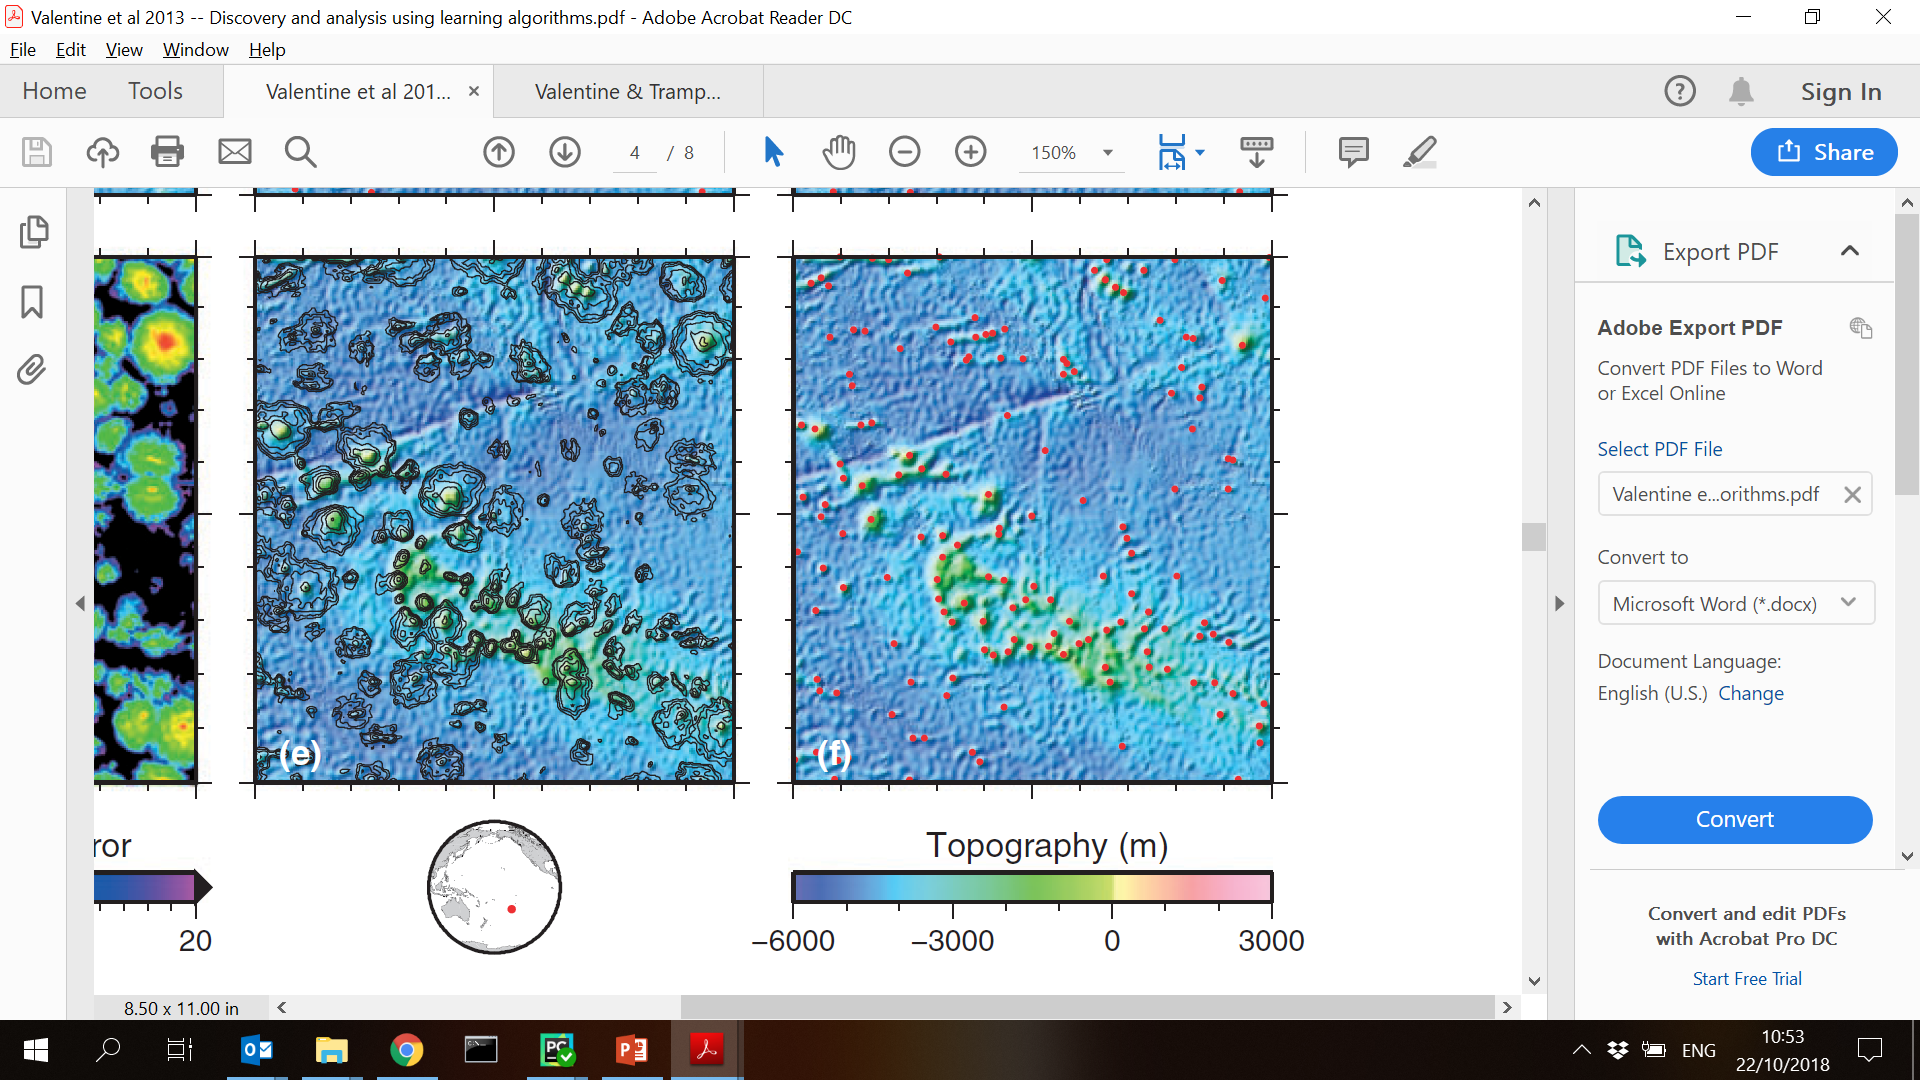 Valentine et al 2013 -- Discovery and analysis using learning algorithms.pdf - Adobe Acrobat Reader DC
File Edit View Window Help
Home Tools Valentine et al 201... × Valentine & Tramp... ? Sign In
4 / 8 150% Share
Export PDF
Adobe Export PDF
Convert PDF Files to Word
or Excel Online
Select PDF File
Valentine e...orithms.pdf
Convert to
Microsoft Word (*.docx)
Document Language:
English (U.S.) Change
Convert
Convert and edit PDFs
with Acrobat Pro DC
Start Free Trial
(e) (f)
ror Topography (m)
20 −6000 −3000 0 3000
8.50 x 11.00 in
PC P ENG
10:53
22/10/2018